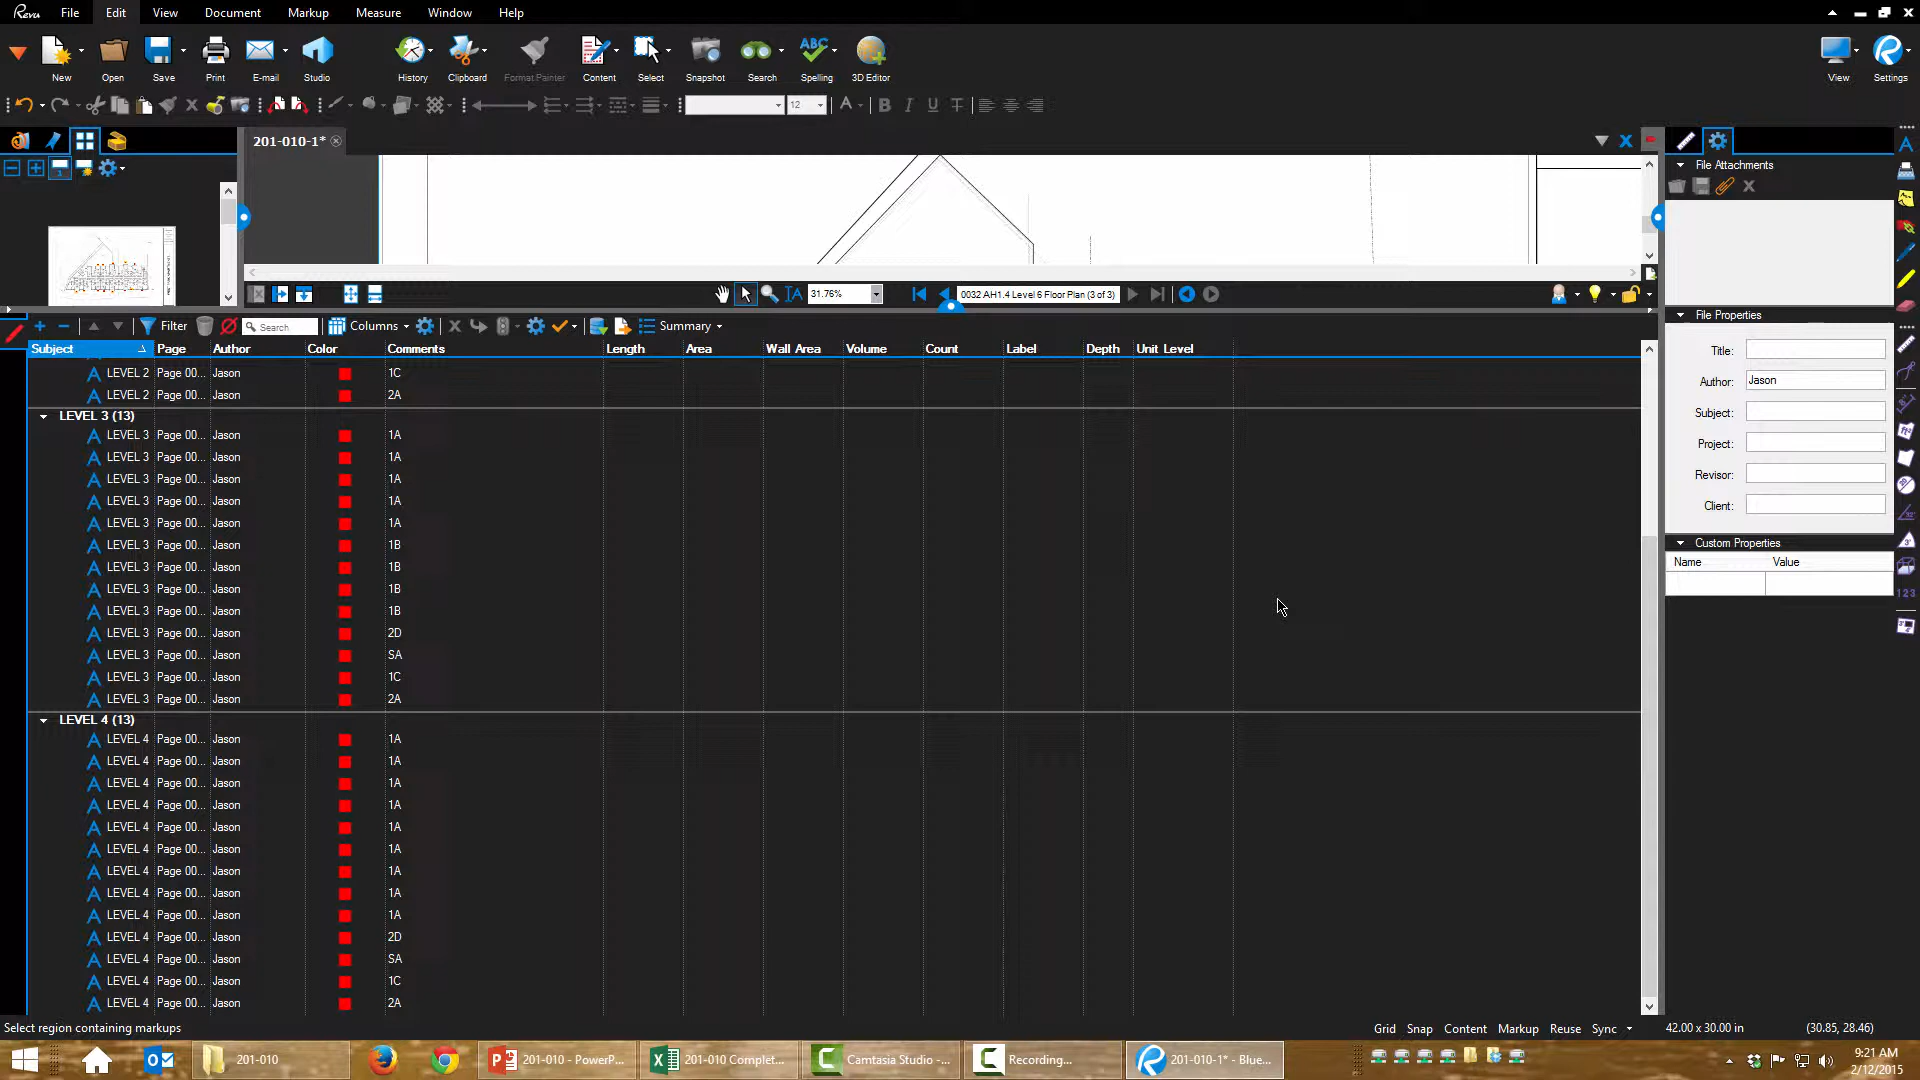 Revu File Edit View Document Markup Measure Window Help
New Open Save Print E-mail Studio History Clipboard Format Painter Content Select Snapshot Search Spelling 3D Editor View Settings
12 A B I U T
201-010-1*
File Attachments
31.76% 0032 AH1.4 Level 6 Floor Plan (3 of 3)
File Properties
Filter Search Columns Summary
Subject Page Author Color Comments Length Area Wall Area Volume Count Label Depth Unit Level
Title:
Author: Jason
Subject:
Project:
Revisor:
Client:
Custom Properties
Name Value
LEVEL 2 Page 00... Jason 1C
LEVEL 2 Page 00... Jason 2A
LEVEL 3 (13)
LEVEL 3 Page 00... Jason 1A
LEVEL 3 Page 00... Jason 1A
LEVEL 3 Page 00... Jason 1A
LEVEL 3 Page 00... Jason 1A
LEVEL 3 Page 00... Jason 1A
LEVEL 3 Page 00... Jason 1B
LEVEL 3 Page 00... Jason 1B
LEVEL 3 Page 00... Jason 1B
LEVEL 3 Page 00... Jason 1B
LEVEL 3 Page 00... Jason 2D
LEVEL 3 Page 00... Jason SA
LEVEL 3 Page 00... Jason 1C
LEVEL 3 Page 00... Jason 2A
LEVEL 4 (13)
LEVEL 4 Page 00... Jason 1A
LEVEL 4 Page 00... Jason 1A
LEVEL 4 Page 00... Jason 1A
LEVEL 4 Page 00... Jason 1A
LEVEL 4 Page 00... Jason 1A
LEVEL 4 Page 00... Jason 1A
LEVEL 4 Page 00... Jason 1A
LEVEL 4 Page 00... Jason 1A
LEVEL 4 Page 00... Jason 1A
LEVEL 4 Page 00... Jason 2D
LEVEL 4 Page 00... Jason SA
LEVEL 4 Page 00... Jason 1C
LEVEL 4 Page 00... Jason 2A
Select region containing markups Grid Snap Content Markup Reuse Sync 42.00 x 30.00 in (30.85, 28.46)
201-010 201-010 - PowerP... 201-010 Complet... Camtasia Studio -... Recording... 201-010-1* - Blue... 9:21 AM
2/12/2015